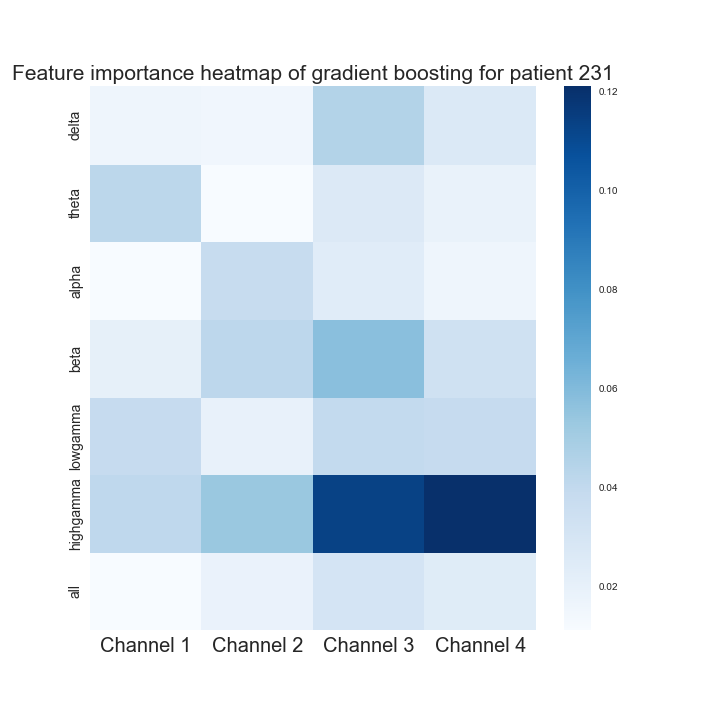 Feature importance heatmap of gradient boosting for patient 231
delta
theta
alpha
beta
lowgamma
highgamma
all
Channel 1 Channel 2 Channel 3 Channel 4
0.12
0.10
0.08
0.06
0.04
0.02